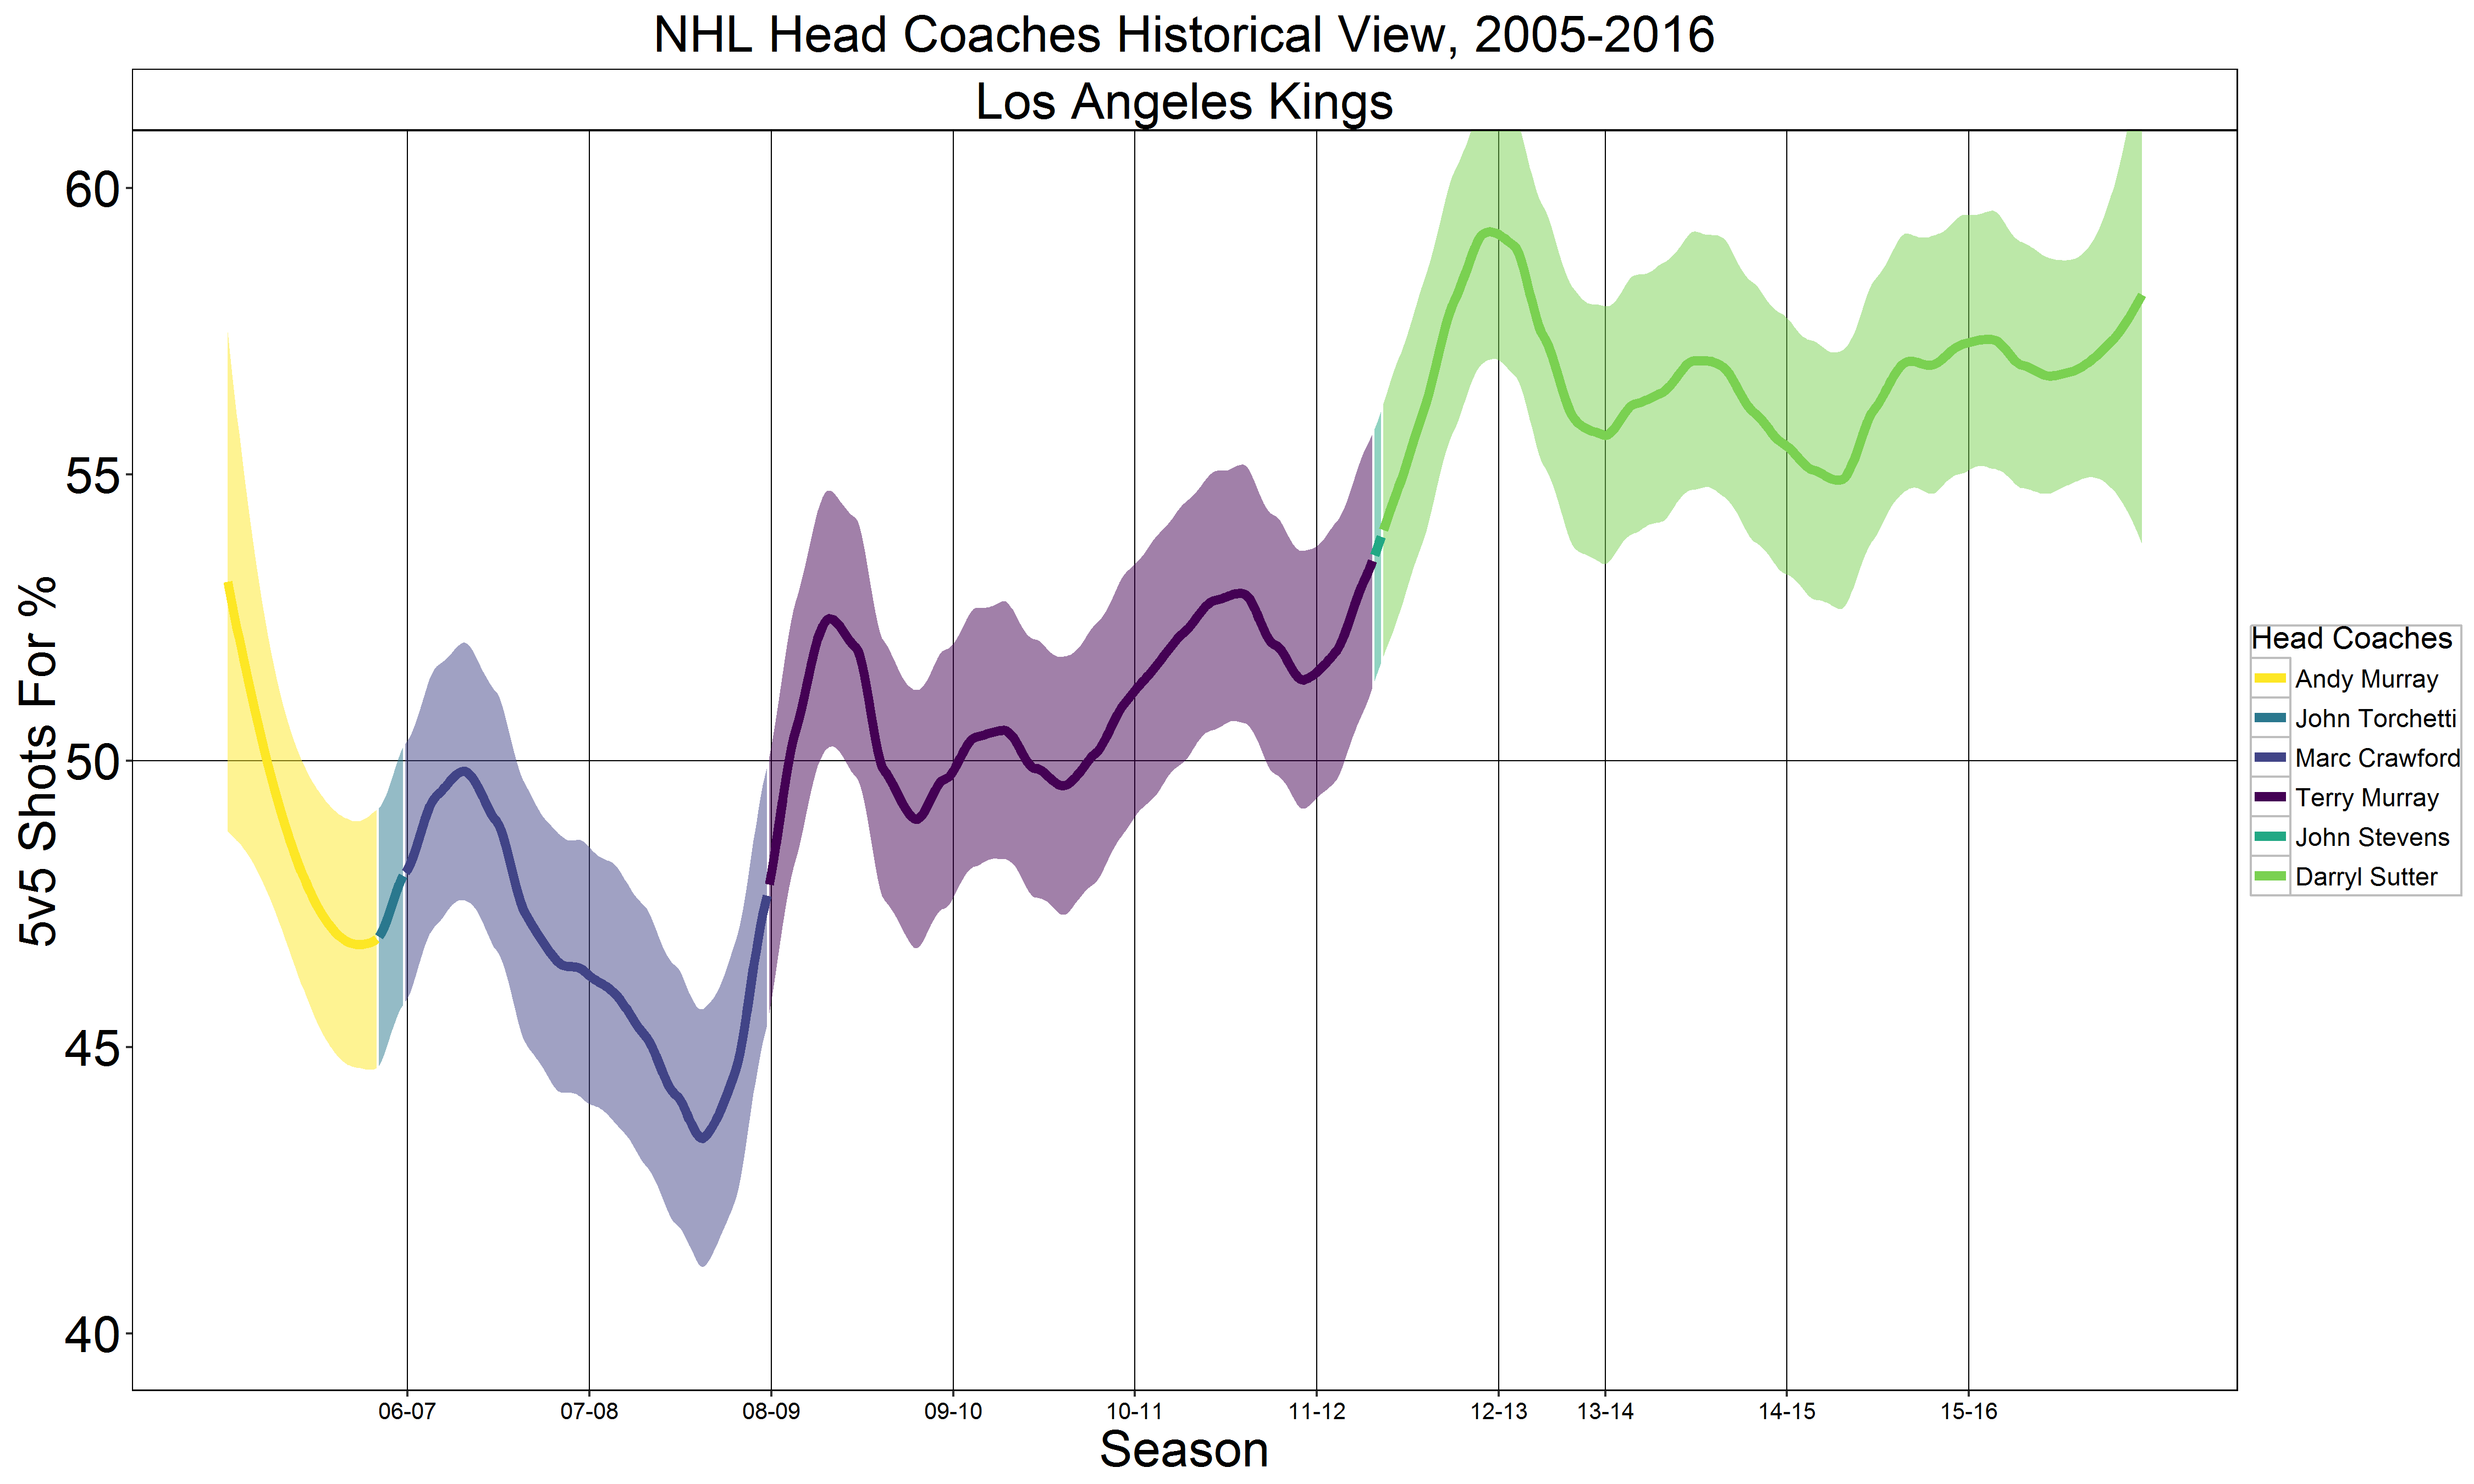 NHL Head Coaches Historical View, 2005-2016
Los Angeles Kings
60
55
50
45
40
5v5 Shots For %
06-07 07-08 08-09 09-10 10-11 11-12 12-13 13-14 14-15 15-16
Season
Head Coaches
Andy Murray
John Torchetti
Marc Crawford
Terry Murray
John Stevens
Darryl Sutter